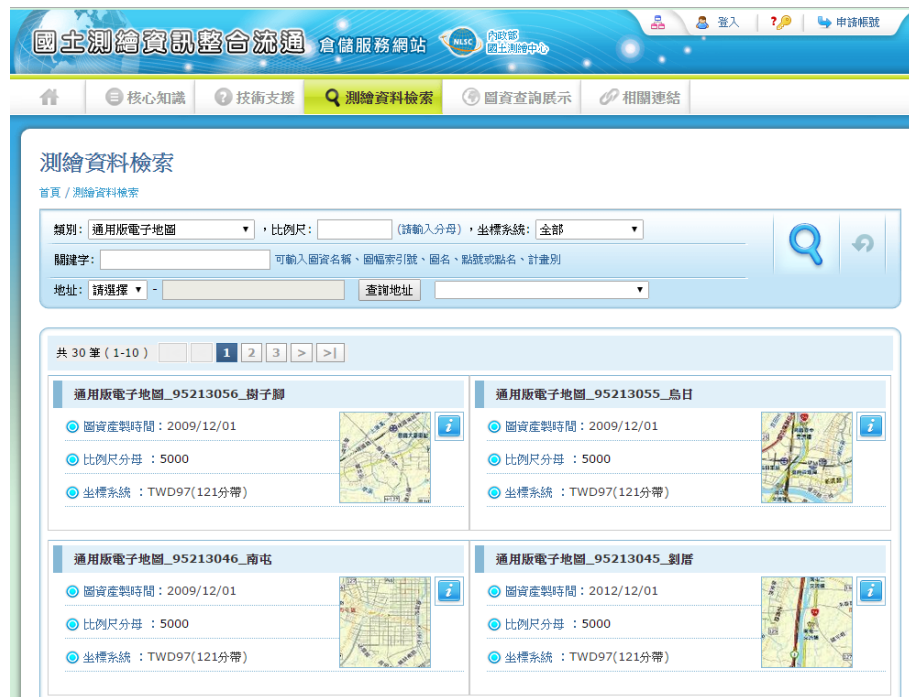 國土測繪資訊整合流通 倉儲服務網站 NLSC 內政部 國土測繪中心
登入 申請帳號
核心知識 技術支援 測繪資料檢索 圖資查詢展示 相關連結
測繪資料檢索
首頁 / 測繪資料檢索
類別: 通用版電子地圖 ，比例尺: (請輸入分母) ，坐標系統: 全部
關鍵字: 可輸入圖資名稱、圖幅索引號、圖名、點號或點名、計畫別
地址: 請選擇 - 查詢地址
共 30 筆 ( 1-10 ) 1 2 3 > >|
通用版電子地圖_95213056_樹子腳
圖資產製時間：2009/12/01
比例尺分母 ：5000
坐標系統 ：TWD97(121分帶)
通用版電子地圖_95213055_烏日
圖資產製時間：2009/12/01
比例尺分母 ：5000
坐標系統 ：TWD97(121分帶)
通用版電子地圖_95213046_南屯
圖資產製時間：2009/12/01
比例尺分母 ：5000
坐標系統 ：TWD97(121分帶)
通用版電子地圖_95213045_劉厝
圖資產製時間：2012/12/01
比例尺分母 ：5000
坐標系統 ：TWD97(121分帶)